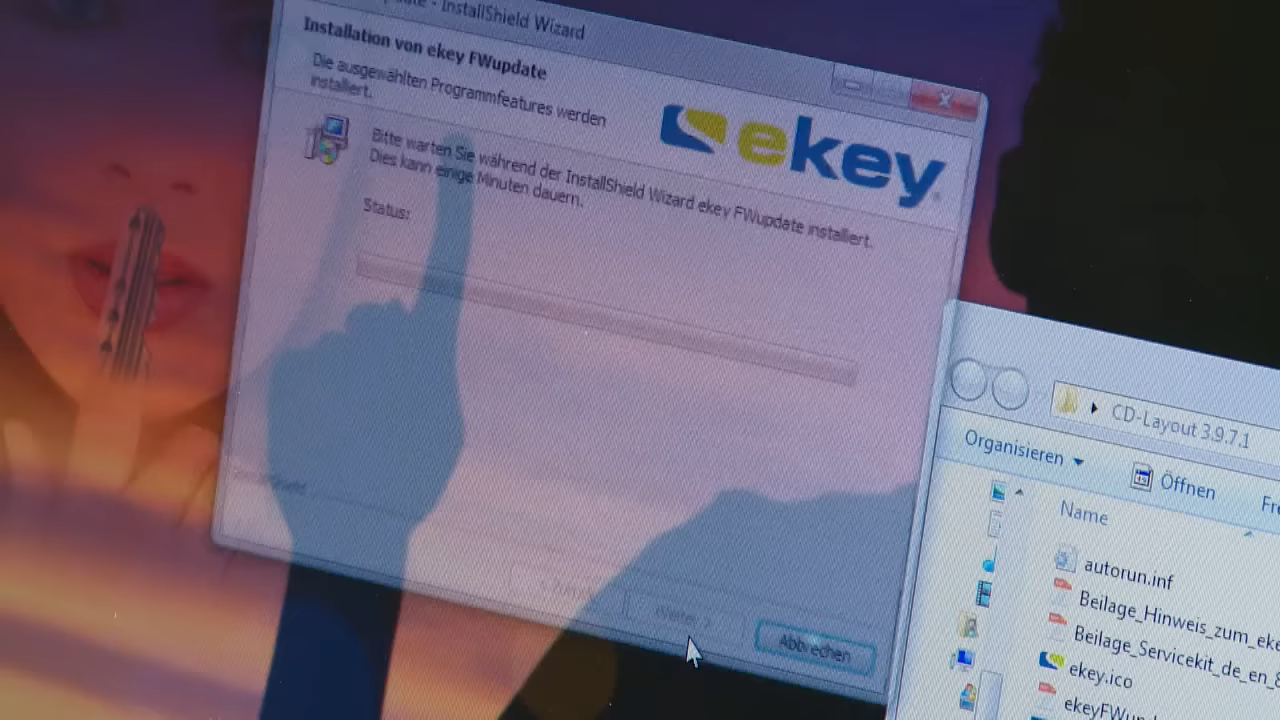 InstallShield Wizard
Installation von ekey FWupdate
Die ausgewählten Programmfeatures werden
installiert.
ekey
Bitte warten Sie während der InstallShield Wizard ekey FWupdate installiert.
Dies kann einige Minuten dauern.
Status:
Weiter
Abbrechen
CD-Layout 3.9.7.1
Organisieren
Öffnen
Name
autorun.inf
Beilage_Hinweis_zum_eke
Beilage_Servicekit_de_en_
ekey.ico